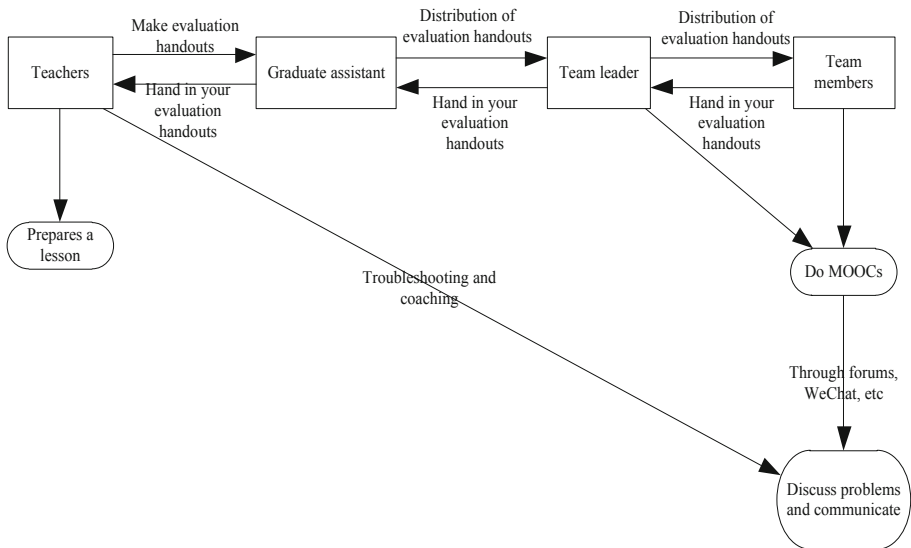 Make evaluation
handouts
Distribution of
evaluation handouts
Distribution of
evaluation handouts
Teachers
Graduate assistant
Team leader
Team
members
Hand in your
evaluation
handouts
Hand in your
evaluation
handouts
Hand in your
evaluation
handouts
Prepares a
lesson
Do MOOCs
Troubleshooting and
coaching
Through forums,
WeChat, etc
Discuss problems
and communicate